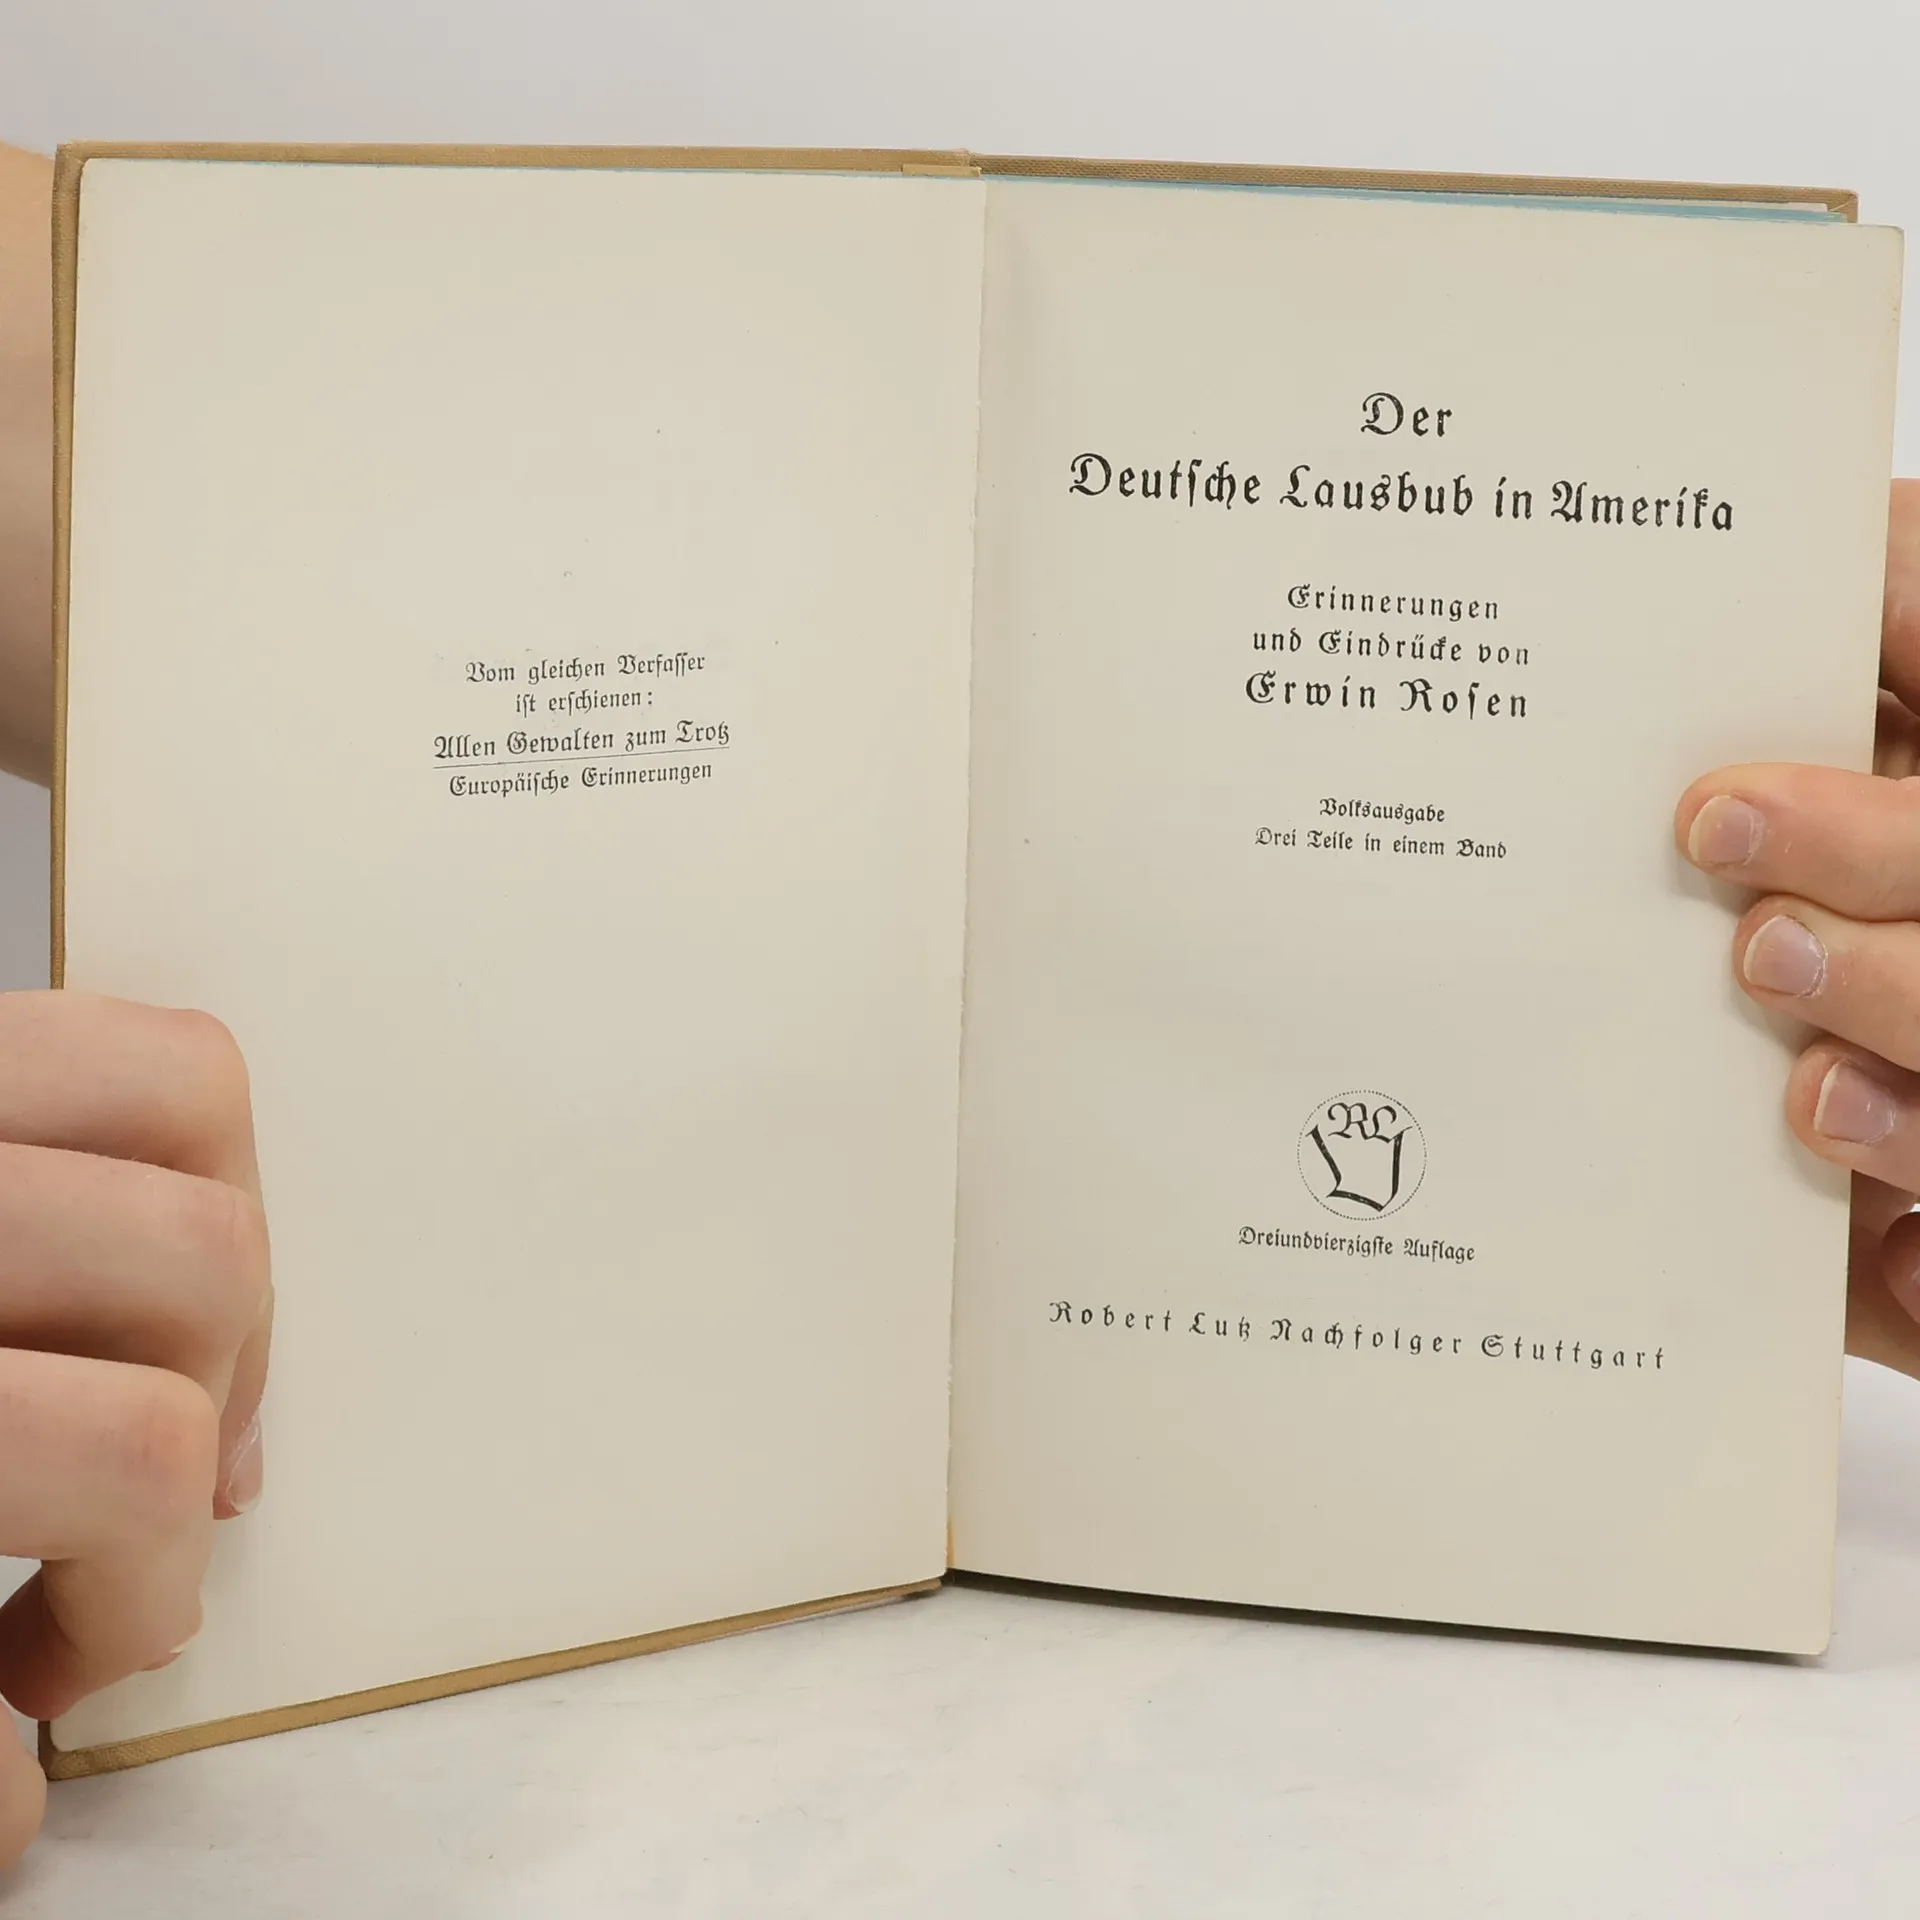 Vom gleichen Verfasser
ist erschienen:
Allen Gewalten zum Trotz
Europäische Erinnerungen
Der
Deutsche Lausbub in Amerika
Erinnerungen
und Eindrücke von
Erwin Rosen
Volksausgabe
Drei Teile in einem Band
RL
Dreiundvierzigste Auflage
Robert Lutz Nachfolger Stuttgart